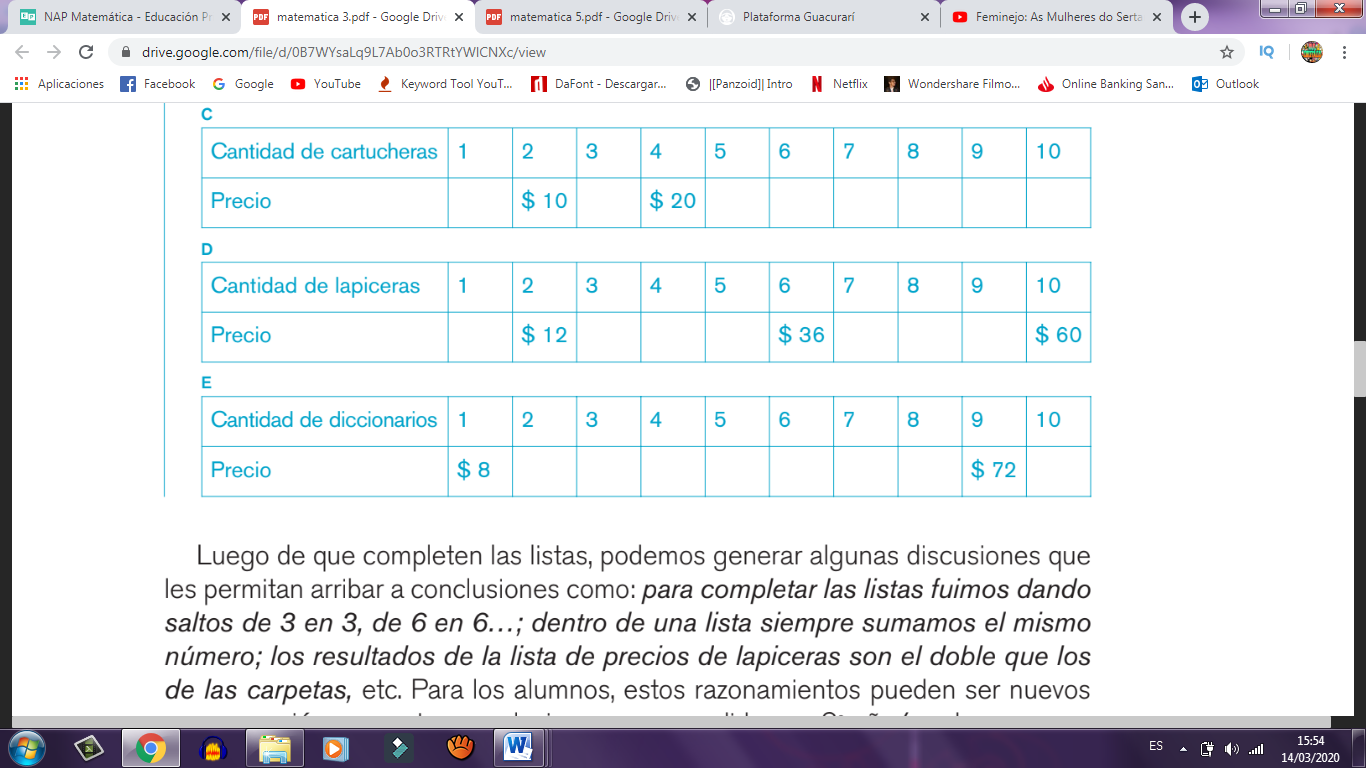 NAP Matemática - Educación Pr
matematica 3.pdf - Google Drive
matematica 5.pdf - Google Drive
Plataforma Guacurarí
Feminejo: As Mulheres do Serta
drive.google.com/file/d/0B7WYsaLq9L7Ab0o3RTRtYWlCNXc/view
Aplicaciones Facebook Google YouTube Keyword Tool YouT... DaFont - Descargar... |[Panzoid]| Intro Netflix Wondershare Filmo... Online Banking San... Outlook
C
Cantidad de cartucheras 1 2 3 4 5 6 7 8 9 10
Precio $ 10 $ 20
D
Cantidad de lapiceras 1 2 3 4 5 6 7 8 9 10
Precio $ 12 $ 36 $ 60
E
Cantidad de diccionarios 1 2 3 4 5 6 7 8 9 10
Precio $ 8 $ 72
Luego de que completen las listas, podemos generar algunas discusiones que
les permitan arribar a conclusiones como: para completar las listas fuimos dando
saltos de 3 en 3, de 6 en 6...; dentro de una lista siempre sumamos el mismo
número; los resultados de la lista de precios de lapiceras son el doble que los
de las carpetas, etc. Para los alumnos, estos razonamientos pueden ser nuevos
ES 15:54
14/03/2020